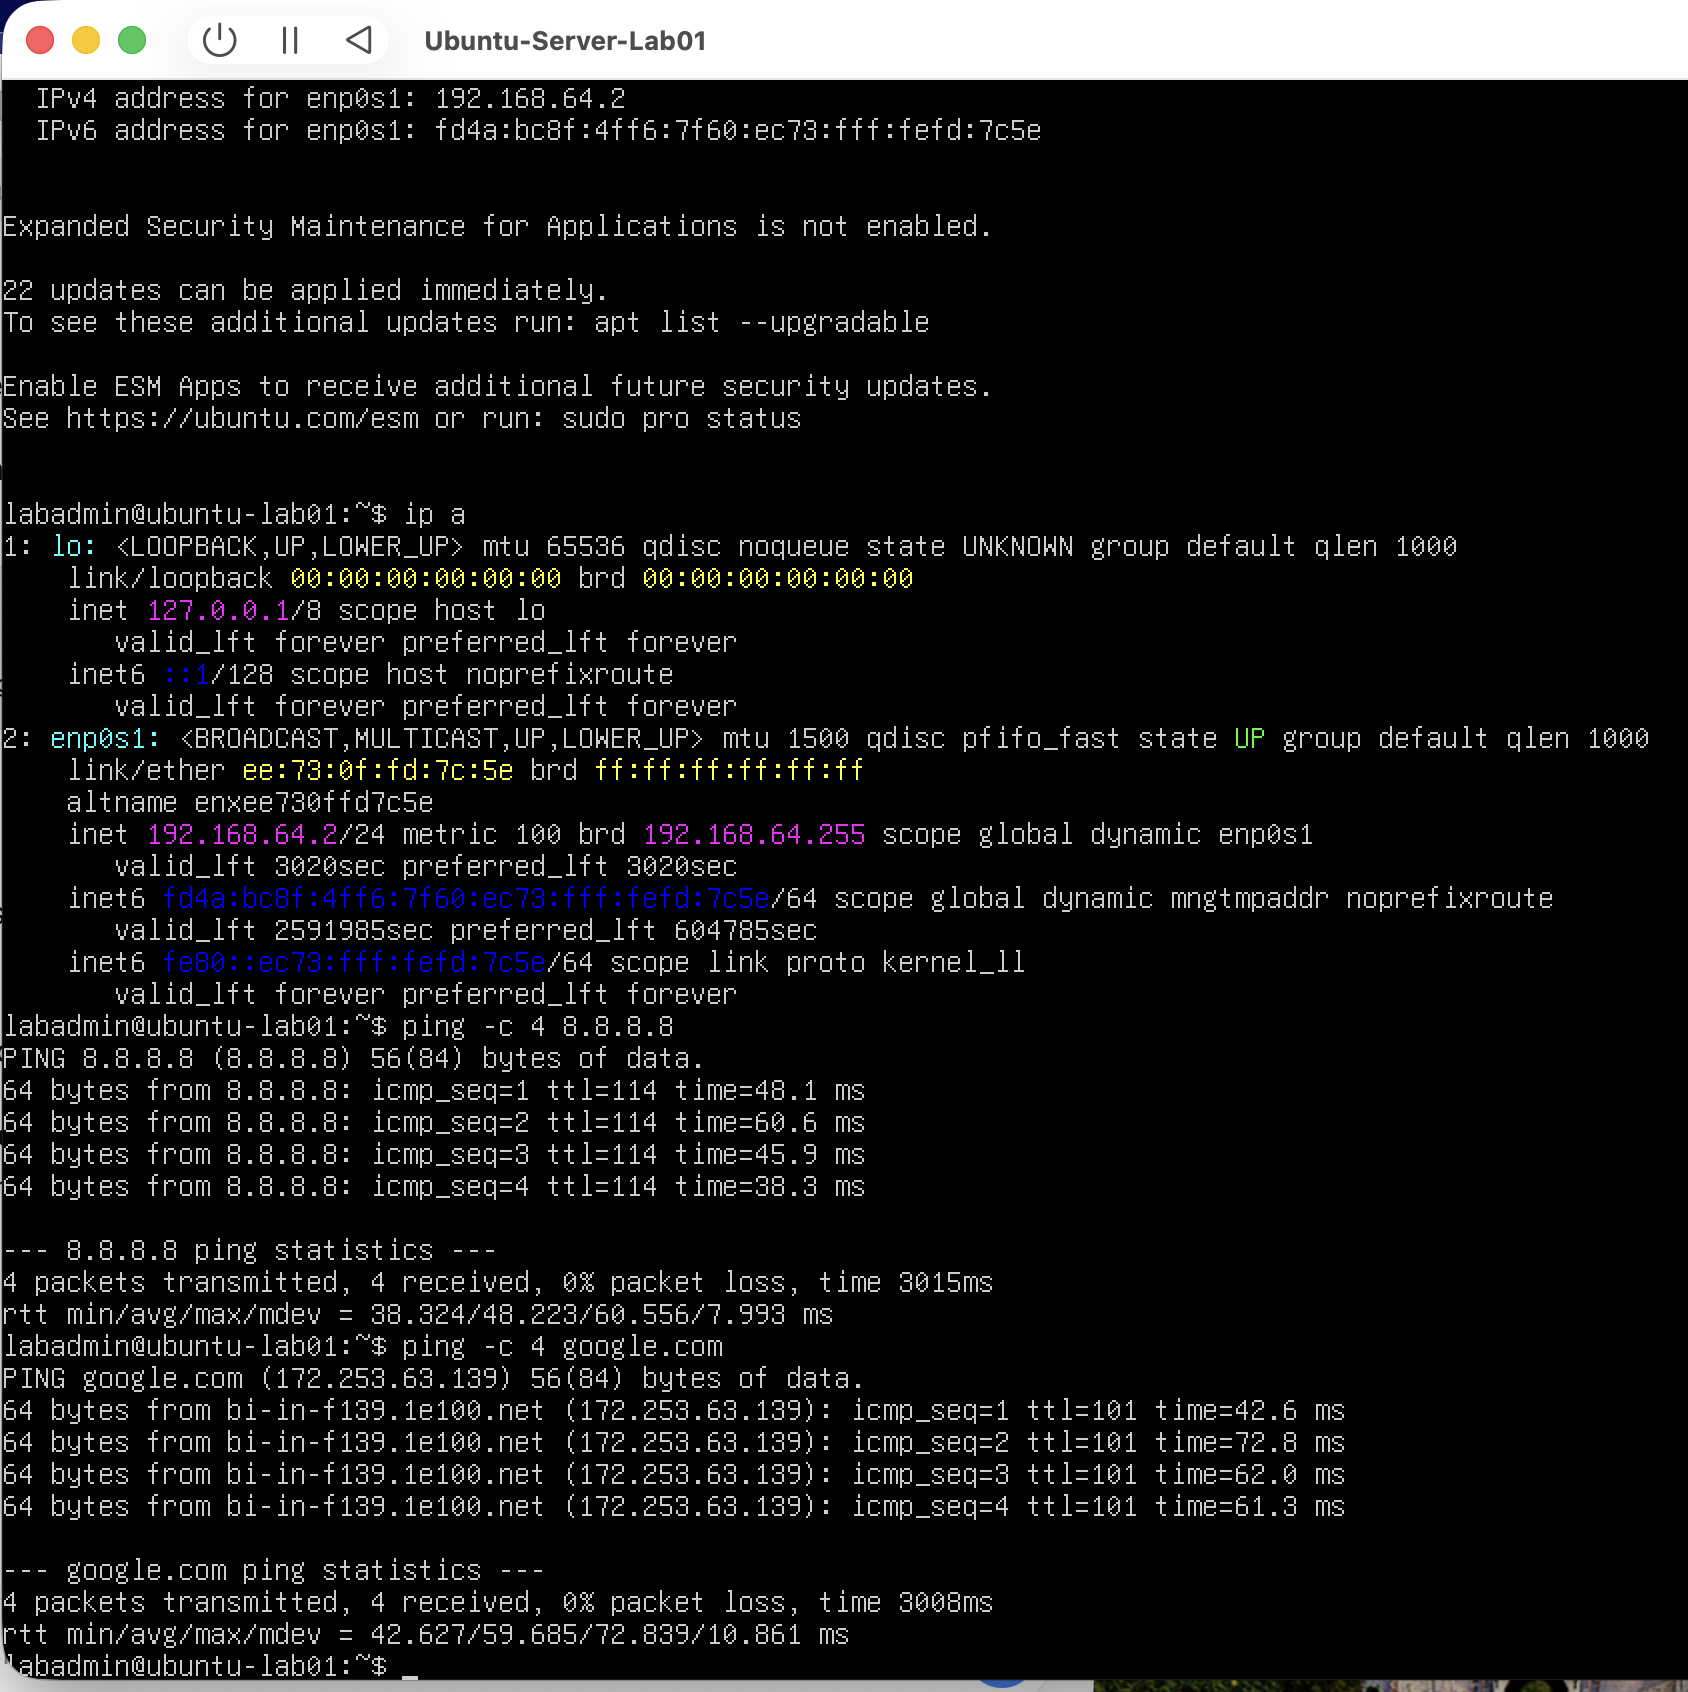 Ubuntu-Server-Lab01
IPv4 address for enp0s1: 192.168.64.2
IPv6 address for enp0s1: fd4a:bc8f:4ff6:7f60:ec73:fff:fefd:7c5e
Expanded Security Maintenance for Applications is not enabled.
22 updates can be applied immediately.
To see these additional updates run: apt list --upgradable
Enable ESM Apps to receive additional future security updates.
See https://ubuntu.com/esm or run: sudo pro status
labadmin@ubuntu-lab01:~$ ip a
1: lo: <LOOPBACK,UP,LOWER_UP> mtu 65536 qdisc noqueue state UNKNOWN group default qlen 1000
link/loopback 00:00:00:00:00:00 brd 00:00:00:00:00:00
inet 127.0.0.1/8 scope host lo
valid_lft forever preferred_lft forever
inet6 ::1/128 scope host noprefixroute
valid_lft forever preferred_lft forever
2: enp0s1: <BROADCAST,MULTICAST,UP,LOWER_UP> mtu 1500 qdisc pfifo_fast state UP group default qlen 1000
link/ether ee:73:0f:fd:7c:5e brd ff:ff:ff:ff:ff:ff
altname enxee730ffd7c5e
inet 192.168.64.2/24 metric 100 brd 192.168.64.255 scope global dynamic enp0s1
valid_lft 3020sec preferred_lft 3020sec
inet6 fd4a:bc8f:4ff6:7f60:ec73:fff:fefd:7c5e/64 scope global dynamic mngtmpaddr noprefixroute
valid_lft 2591985sec preferred_lft 604785sec
inet6 fe80::ec73:fff:fefd:7c5e/64 scope link proto kernel_ll
valid_lft forever preferred_lft forever
labadmin@ubuntu-lab01:~$ ping -c 4 8.8.8.8
PING 8.8.8.8 (8.8.8.8) 56(84) bytes of data.
64 bytes from 8.8.8.8: icmp_seq=1 ttl=114 time=48.1 ms
64 bytes from 8.8.8.8: icmp_seq=2 ttl=114 time=60.6 ms
64 bytes from 8.8.8.8: icmp_seq=3 ttl=114 time=45.9 ms
64 bytes from 8.8.8.8: icmp_seq=4 ttl=114 time=38.3 ms
--- 8.8.8.8 ping statistics ---
4 packets transmitted, 4 received, 0% packet loss, time 3015ms
rtt min/avg/max/mdev = 38.324/48.223/60.556/7.993 ms
labadmin@ubuntu-lab01:~$ ping -c 4 google.com
PING google.com (172.253.63.139) 56(84) bytes of data.
64 bytes from bi-in-f139.1e100.net (172.253.63.139): icmp_seq=1 ttl=101 time=42.6 ms
64 bytes from bi-in-f139.1e100.net (172.253.63.139): icmp_seq=2 ttl=101 time=72.8 ms
64 bytes from bi-in-f139.1e100.net (172.253.63.139): icmp_seq=3 ttl=101 time=62.0 ms
64 bytes from bi-in-f139.1e100.net (172.253.63.139): icmp_seq=4 ttl=101 time=61.3 ms
--- google.com ping statistics ---
4 packets transmitted, 4 received, 0% packet loss, time 3008ms
rtt min/avg/max/mdev = 42.627/59.685/72.839/10.861 ms
labadmin@ubuntu-lab01:~$ _